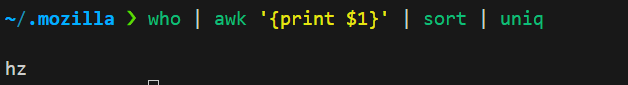 ~/.mozilla ❯ who | awk '{print $1}' | sort | uniq
hz